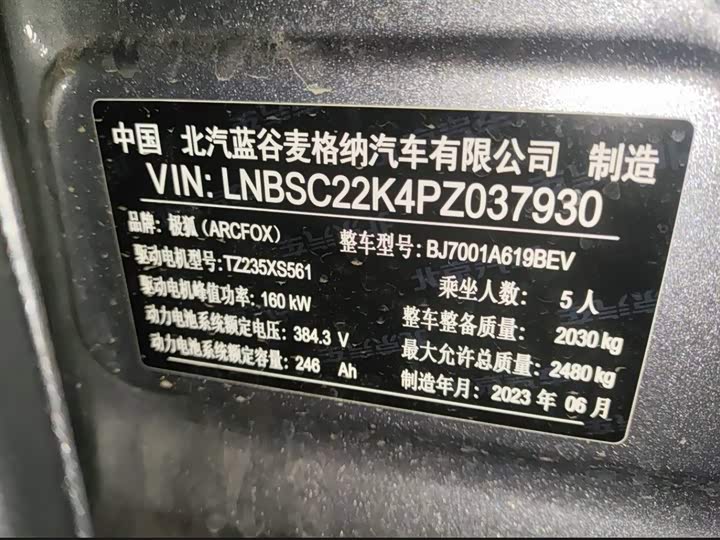 中国 北汽蓝谷麦格纳汽车有限公司 制造
VIN: LNBSC22K4PZ037930
品牌: 极狐（ARCFOX） 整车型号: BJ7001A619BEV
驱动电机型号: TZ235XS561 乘坐人数: 5 人
驱动电机峰值功率: 160 kW 整车整备质量: 2030 kg
动力电池系统额定电压: 384.3 V 最大允许总质量: 2480 kg
动力电池系统额定容量: 246 Ah 制造年月: 2023 年 06 月